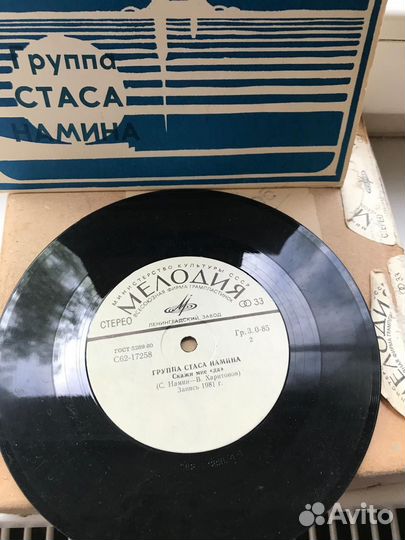 Группа
СТАСА
НАМИНА
МИНИСТЕРСТВО КУЛЬТУРЫ СССР
МЕЛОДИЯ
ВСЕСОЮЗНАЯ ФИРМА ГРАМПЛАСТИНОК
СТЕРЕО
33
ЛЕНИНГРАДСКИЙ ЗАВОД
ГОСТ 5289-80
С62-17258
Гр. 3. 0-85
2
ГРУППА СТАСА НАМИНА
Скажи мне «да»
(С. Намин—В. Харитонов)
Запись 1981 г.
Avito